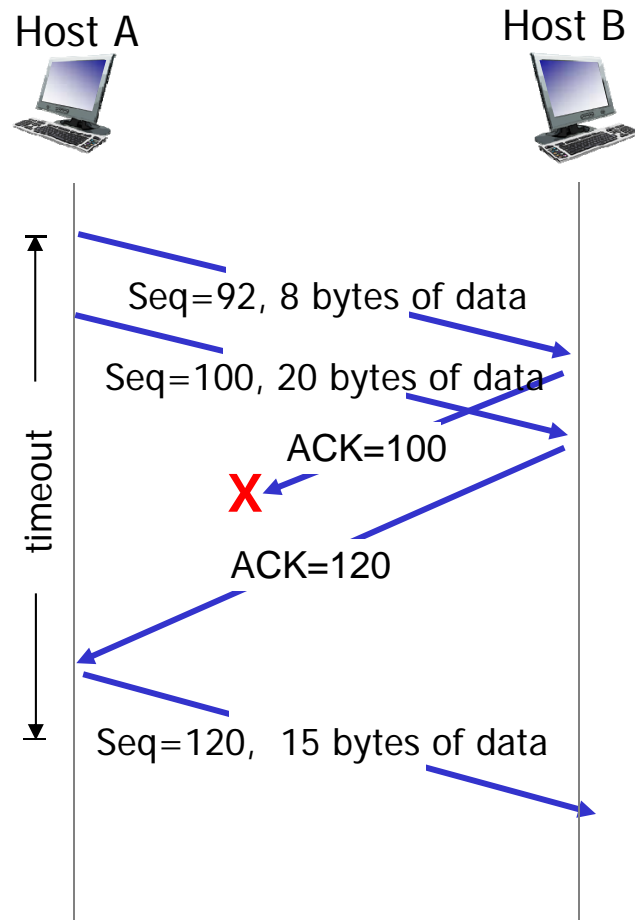 Host A
Host B
Seq=92, 8 bytes of data
Seq=100, 20 bytes of data
ACK=100
X
timeout
ACK=120
Seq=120, 15 bytes of data